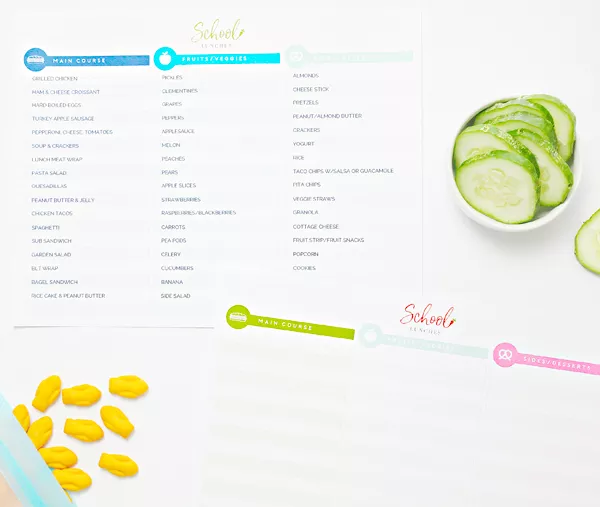 School
LUNCHES
MAIN COURSE
GRILLED CHICKEN
HAM & CHEESE CROISSANT
HARD-BOILED EGGS
TURKEY APPLE SAUSAGE
PEPPERONI, CHEESE, TOMATOES
SOUP & CRACKERS
LUNCH MEAT WRAP
PASTA SALAD
QUESADILLAS
PEANUT BUTTER & JELLY
CHICKEN TACOS
SPAGHETTI
SUB SANDWICH
GARDEN SALAD
BLT WRAP
BAGEL SANDWICH
RICE CAKE & PEANUT BUTTER
FRUITS/VEGGIES
PICKLES
CLEMENTINES
GRAPES
PEPPERS
APPLESAUCE
MELON
PEACHES
PEARS
APPLE SLICES
STRAWBERRIES
RASPBERRIES/BLACKBERRIES
CARROTS
PEA PODS
CELERY
CUCUMBERS
BANANA
SIDE SALAD
ALMONDS
CHEESE STICK
PRETZELS
PEANUT/ALMOND BUTTER
CRACKERS
YOGURT
RICE
TACO CHIPS W/SALSA OR GUACAMOLE
PITA CHIPS
VEGGIE STRAWS
GRANOLA
COTTAGE CHEESE
FRUIT STRIP/FRUIT SNACKS
POPCORN
COOKIES
School
LUNCHES
MAIN COURSE
SIDES/DESSERTS